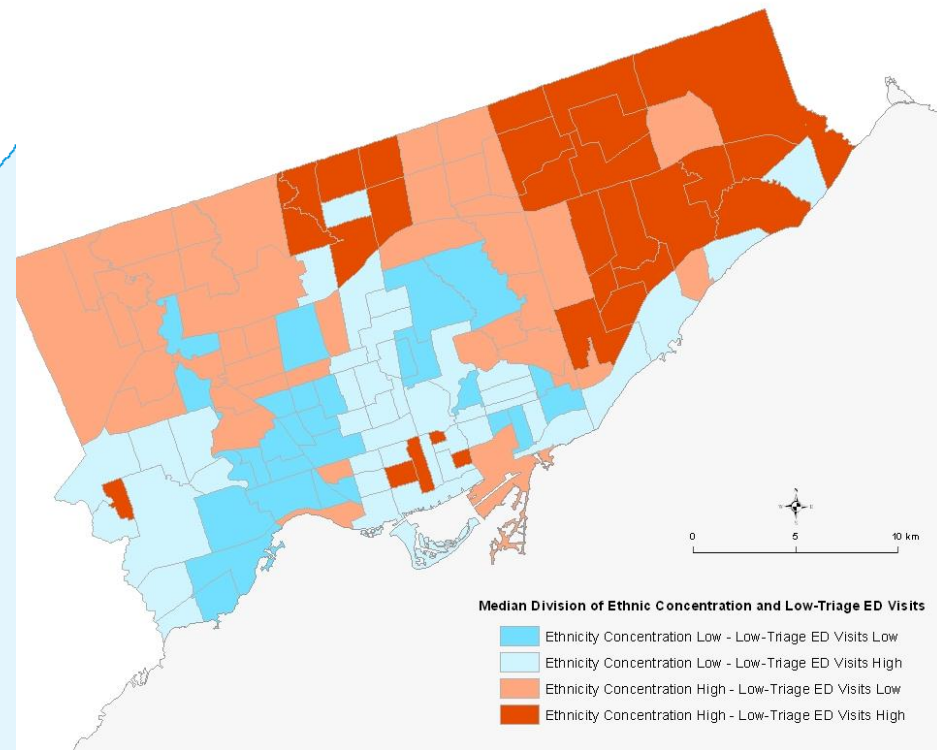 0 5 10 km
Median Division of Ethnic Concentration and Low-Triage ED Visits
Ethnicity Concentration Low - Low-Triage ED Visits Low
Ethnicity Concentration Low - Low-Triage ED Visits High
Ethnicity Concentration High - Low-Triage ED Visits Low
Ethnicity Concentration High - Low-Triage ED Visits High